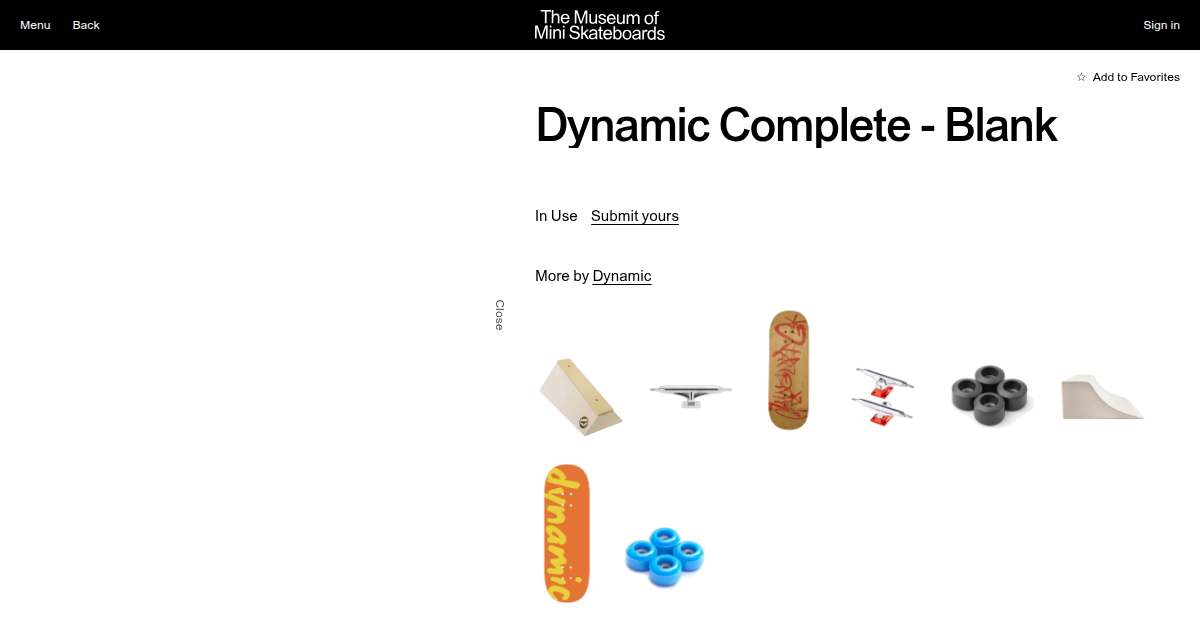 Menu
Back
The Museum of
Mini Skateboards
Sign in
☆ Add to Favorites
Dynamic Complete - Blank
In Use Submit yours
More by Dynamic
Close
dynamic